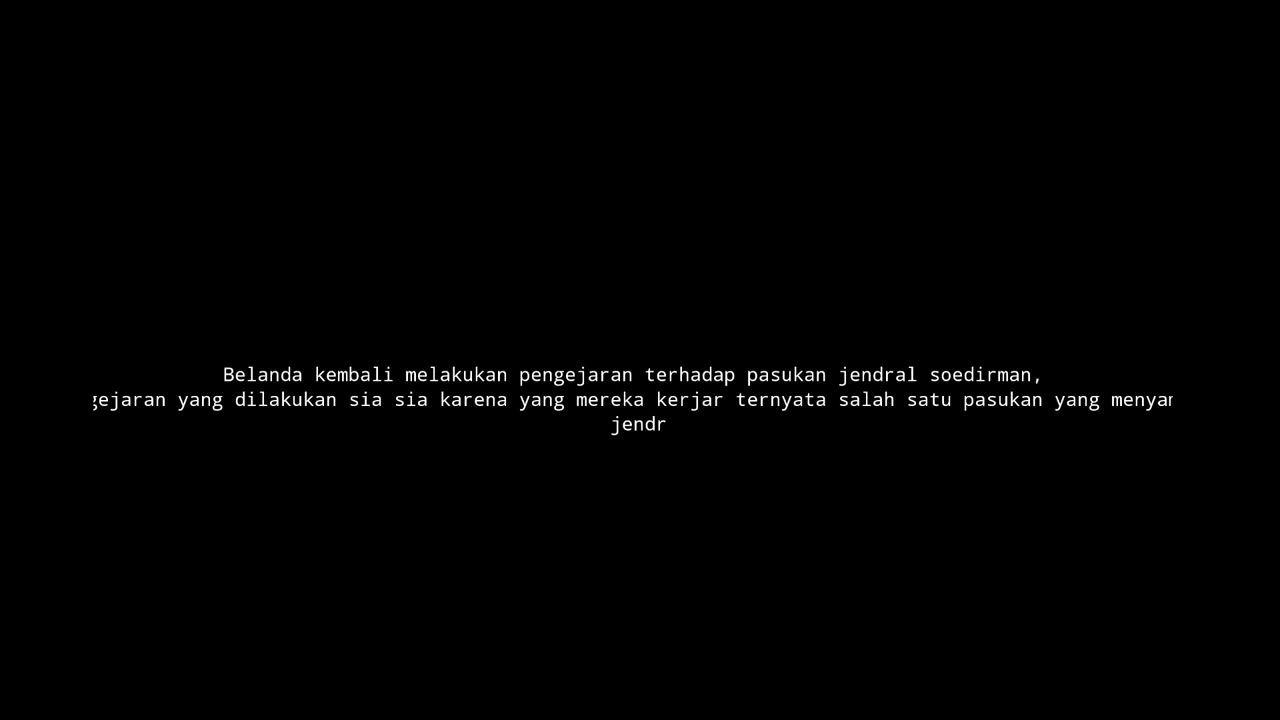 Belanda kembali melakukan pengejaran terhadap pasukan jendral soedirman,
gejaran yang dilakukan sia sia karena yang mereka kerjar ternyata salah satu pasukan yang menyar
jendr